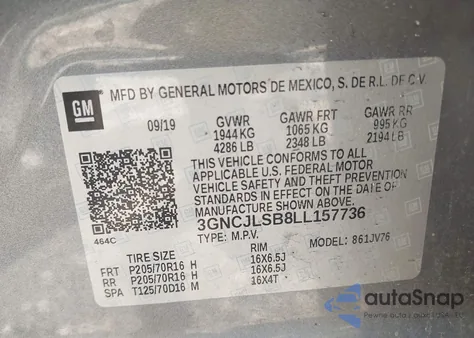 GM
MFD BY GENERAL MOTORS DE MEXICO, S. DE R.L. DE C.V
09/19 GVWR GAWR FRT GAWR RR
1944 KG 1065 KG 995 KG
4286 LB 2348 LB 2194 LB
THIS VEHICLE CONFORMS TO ALL
APPLICABLE U.S. FEDERAL MOTOR
VEHICLE SAFETY AND THEFT PREVENTION
STANDARDS IN EFFECT ON THE DATE OF
MANUFACTURE SHOWN ABOVE.
3GNCJLSB8LL157736
TYPE: M.P.V. MODEL: 861JV76
464C
TIRE SIZE RIM
FRT P205/70R16 H 16X6.5J
RR P205/70R16 H 16X6.5J
SPA T125/70D16 M 16X4T
autoSnap